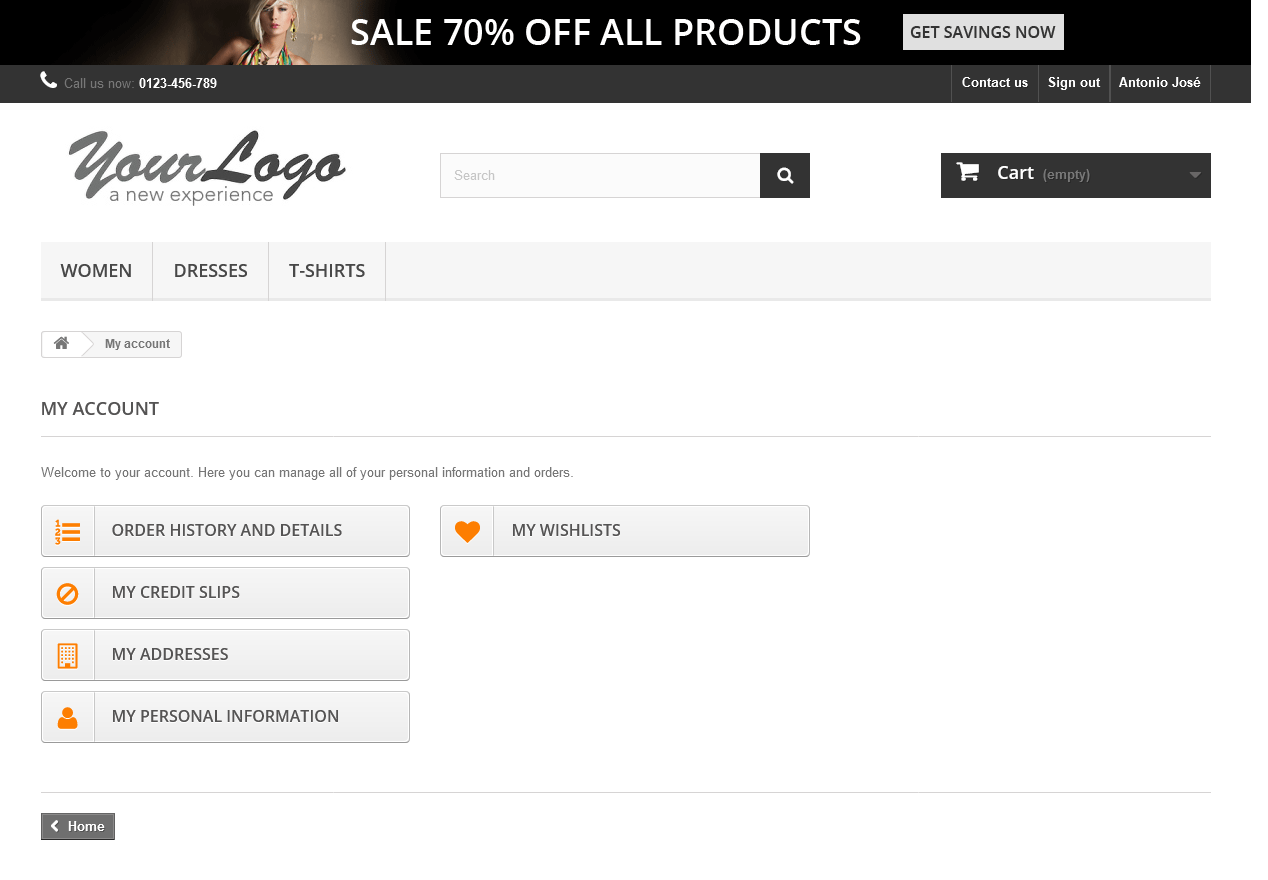 SALE 70% OFF ALL PRODUCTS GET SAVINGS NOW
Call us now: 0123-456-789 Contact us Sign out Antonio José
YourLogo
a new experience
Search
Cart (empty)
WOMEN DRESSES T-SHIRTS
My account
MY ACCOUNT
Welcome to your account. Here you can manage all of your personal information and orders.
1
2
3
ORDER HISTORY AND DETAILS
MY WISHLISTS
MY CREDIT SLIPS
MY ADDRESSES
MY PERSONAL INFORMATION
Home